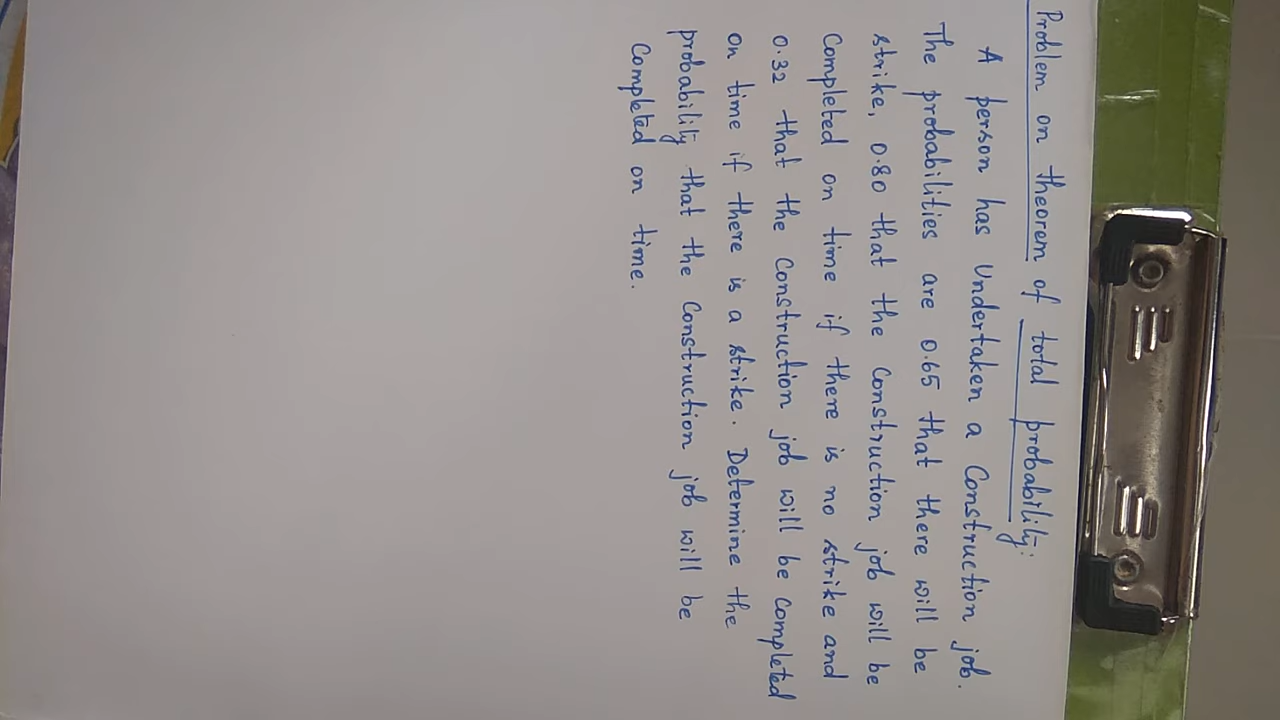 Problem on theorem of total probability:
A person has Undertaken a Construction job.
The probabilities are 0.65 that there will be
strike, 0.80 that the Construction job will be
Completed on time if there is no strike and
0.32 that the Construction job will be completed
on time if there is a strike. Determine the
probability that the Construction job will be
Completed on time.